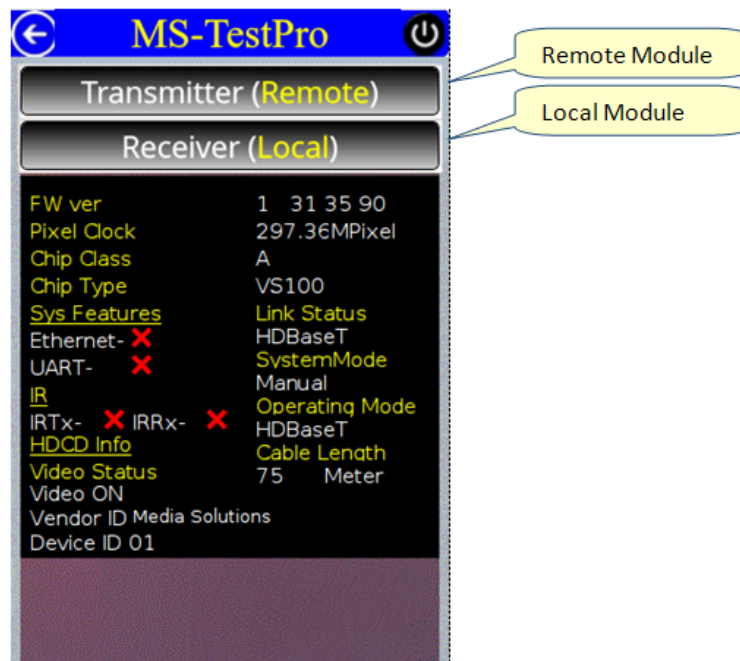 MS-TestPro
Transmitter (Remote)
Remote Module
Receiver (Local)
Local Module
FW ver 1 31 35 90
Pixel Clock 297.36MPixel
Chip Class A
Chip Type VS100
Sys Features
Ethernet-
UART-
IR
IRTx- IRRx-
HDCD Info
Video Status
Video ON
Vendor ID Media Solutions
Device ID 01
Link Status
HDBaseT
SystemMode
Manual
Operating Mode
HDBaseT
Cable Length
75 Meter